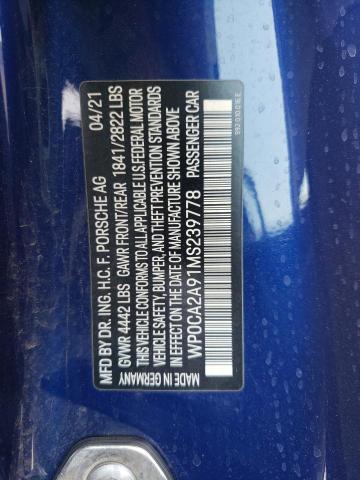 MFD BY DR. ING. H.C. F. PORSCHE AG 04/21
GVWR 4442 LBS GAWR FRONT/REAR 1841/2822 LBS
THIS VEHICLE CONFORMS TO ALL APPLICABLE U.S. FEDERAL MOTOR
VEHICLE SAFETY, BUMPER, AND THEFT PREVENTION STANDARDS
IN EFFECT ON THE DATE OF MANUFACTURE SHOWN ABOVE
WP0CA2A91MS239778 PASSENGER CAR
MADE IN GERMANY